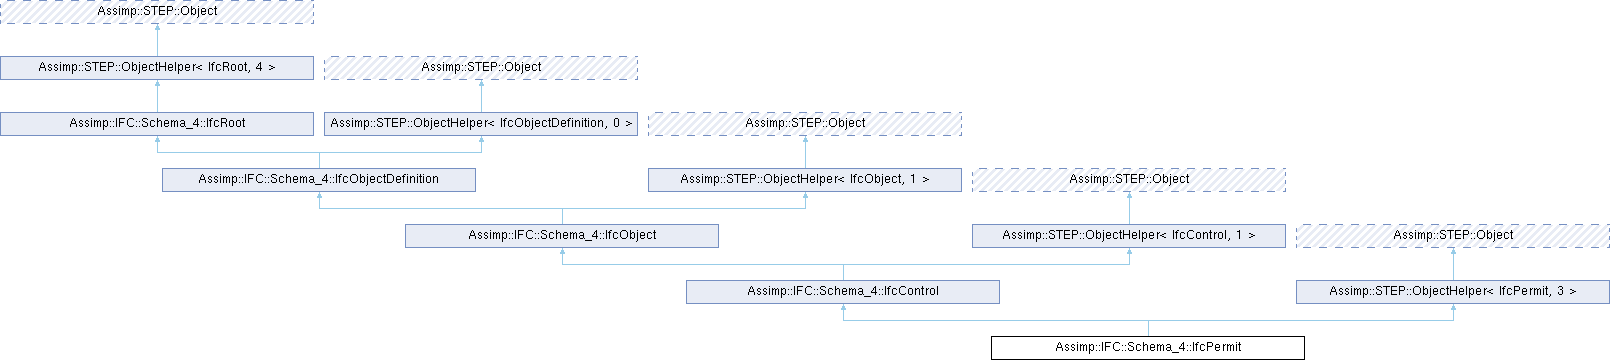 Assimp::STEP::Object
Assimp::STEP::ObjectHelper< IfcRoot, 4 >
Assimp::STEP::Object
Assimp::IFC::Schema_4::IfcRoot
Assimp::STEP::ObjectHelper< IfcObjectDefinition, 0 >
Assimp::STEP::Object
Assimp::IFC::Schema_4::IfcObjectDefinition
Assimp::STEP::ObjectHelper< IfcObject, 1 >
Assimp::STEP::Object
Assimp::IFC::Schema_4::IfcObject
Assimp::STEP::ObjectHelper< IfcControl, 1 >
Assimp::STEP::Object
Assimp::IFC::Schema_4::IfcControl
Assimp::STEP::ObjectHelper< IfcPermit, 3 >
Assimp::IFC::Schema_4::IfcPermit